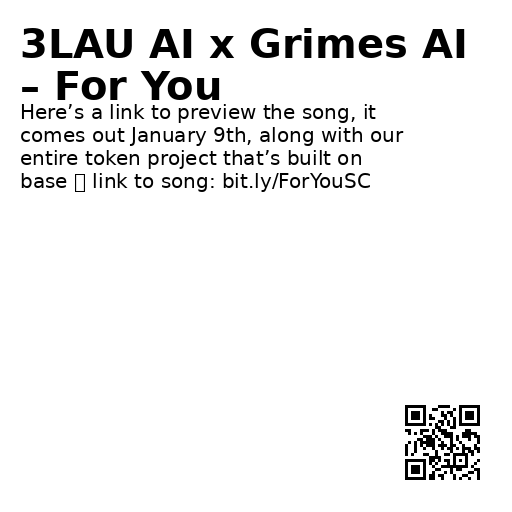 3LAU AI x Grimes AI
– For You
Here’s a link to preview the song, it
comes out January 9th, along with our
entire token project that’s built on
base  link to song: bit.ly/ForYouSC